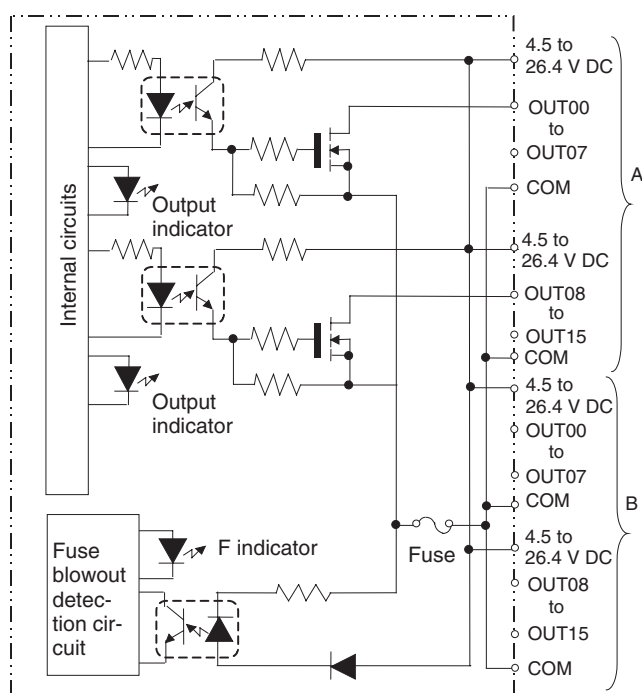 Internal circuits
Output
indicator
Output
indicator
4.5 to
26.4 V DC
OUT00
to
OUT07
COM
4.5 to
26.4 V DC
OUT08
to
OUT15
COM
A
4.5 to
26.4 V DC
OUT00
to
OUT07
COM
4.5 to
26.4 V DC
OUT08
to
OUT15
COM
B
Fuse
F indicator
Fuse
blowout
detec-
tion cir-
cuit